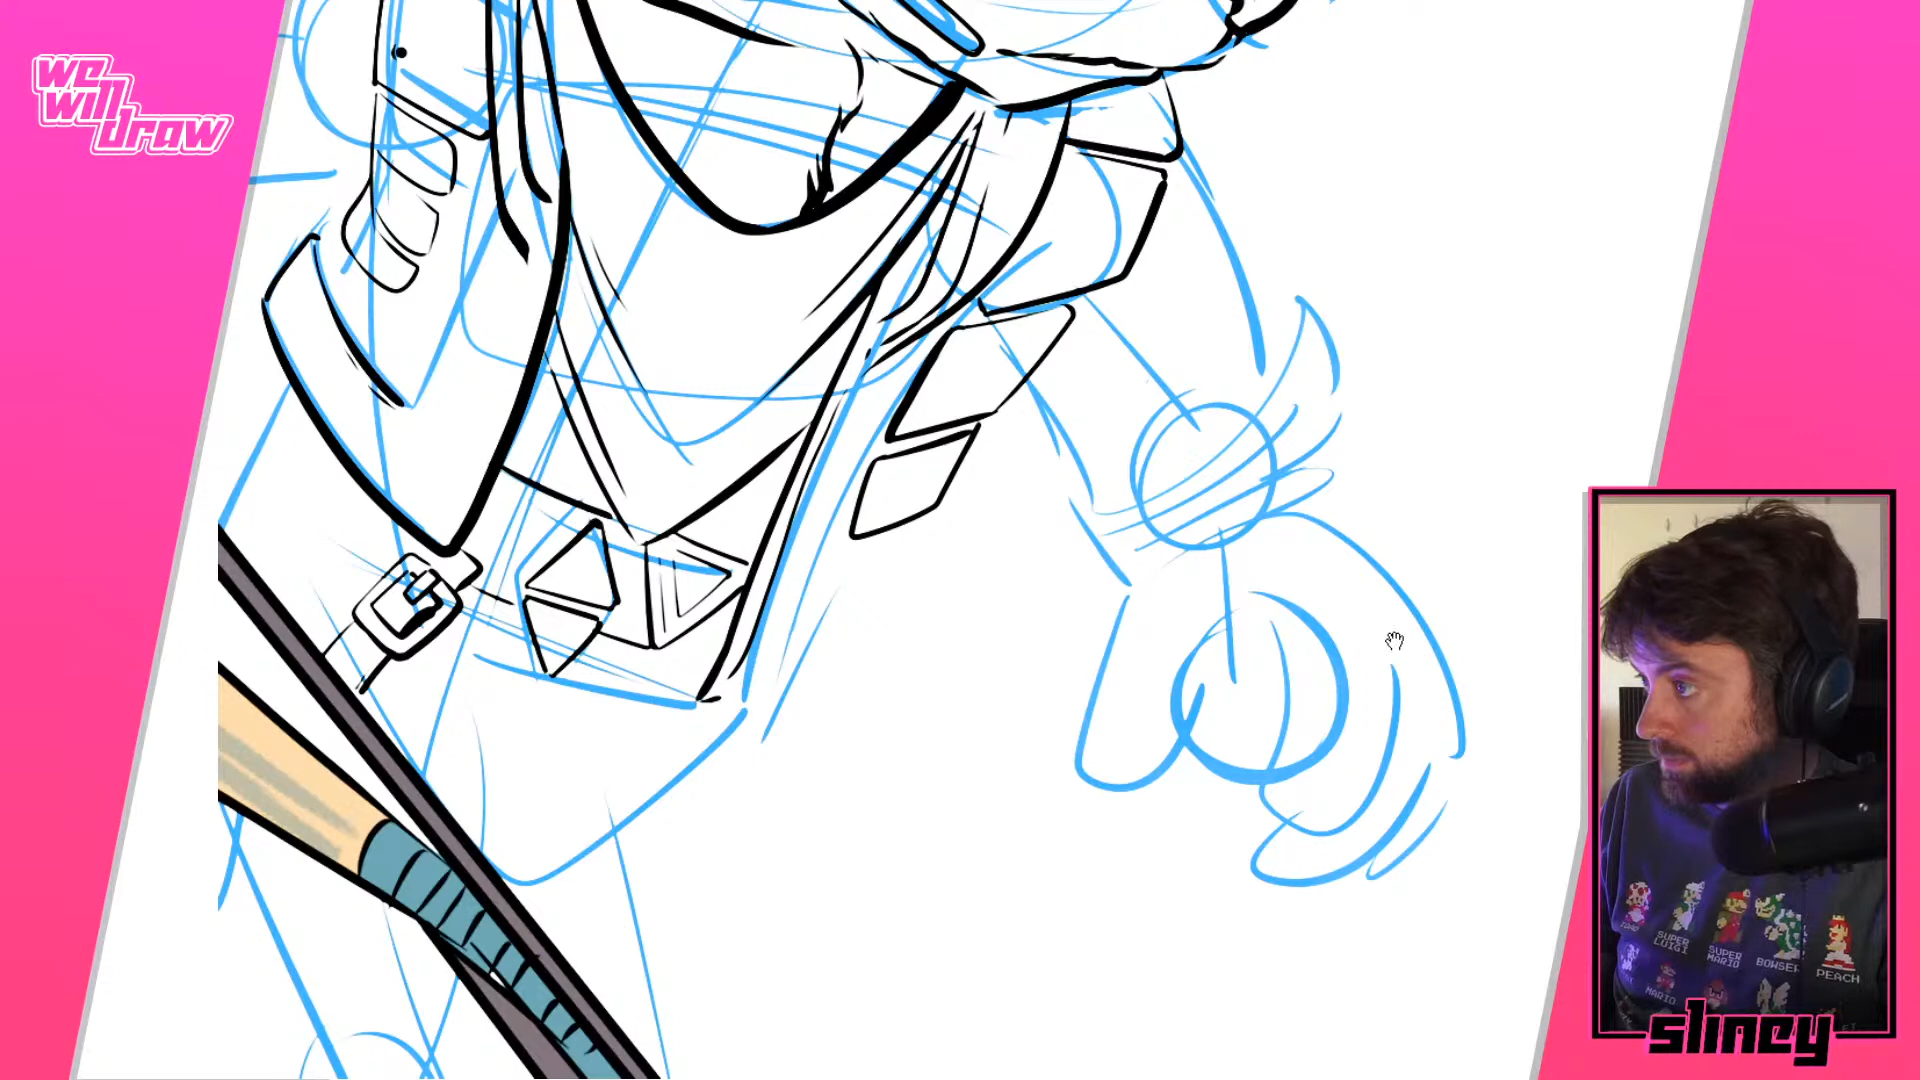 we
will
draw
SUPER
LUIGI
SUPER
MARIO
BOWSER
PEACH
MARIO
sliney